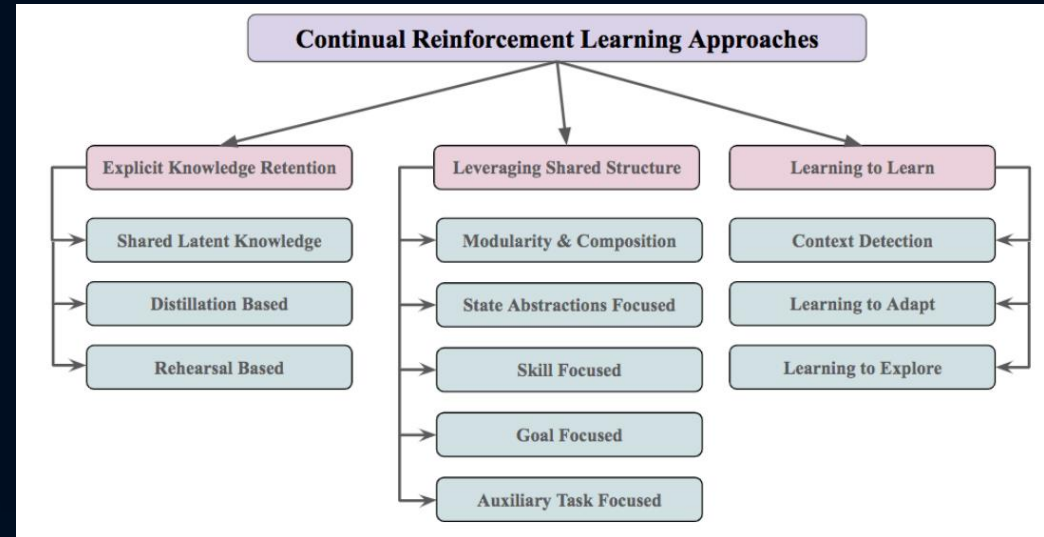 Continual Reinforcement Learning Approaches
Explicit Knowledge Retention
Shared Latent Knowledge
Distillation Based
Rehearsal Based
Leveraging Shared Structure
Modularity & Composition
State Abstractions Focused
Skill Focused
Goal Focused
Auxiliary Task Focused
Learning to Learn
Context Detection
Learning to Adapt
Learning to Explore